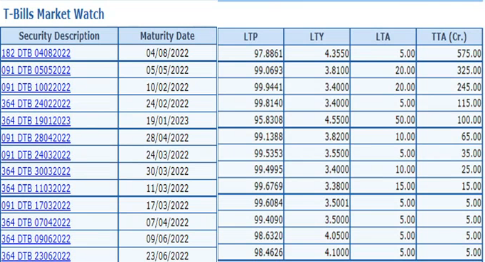 T-Bills Market Watch
Security Description Maturity Date LTP LTY LTA TTA (Cr.)
182 DTB 04082022 04/08/2022 97.8861 4.3550 5.00 575.00
091 DTB 05052022 05/05/2022 99.0693 3.8100 20.00 325.00
091 DTB 10022022 10/02/2022 99.9441 3.4000 20.00 245.00
364 DTB 24022022 24/02/2022 99.8140 3.4000 5.00 115.00
364 DTB 19012023 19/01/2023 95.8308 4.5500 50.00 100.00
091 DTB 28042022 28/04/2022 99.1388 3.8200 10.00 65.00
091 DTB 24032022 24/03/2022 99.5353 3.5500 5.00 35.00
364 DTB 30032022 30/03/2022 99.4995 3.4000 10.00 25.00
364 DTB 11032022 11/03/2022 99.6769 3.3800 15.00 15.00
091 DTB 17032022 17/03/2022 99.6084 3.5001 5.00 5.00
364 DTB 07042022 07/04/2022 99.4090 3.5000 5.00 5.00
364 DTB 09062022 09/06/2022 98.6320 4.0500 5.00 5.00
364 DTB 23062022 23/06/2022 98.4626 4.1000 5.00 5.00